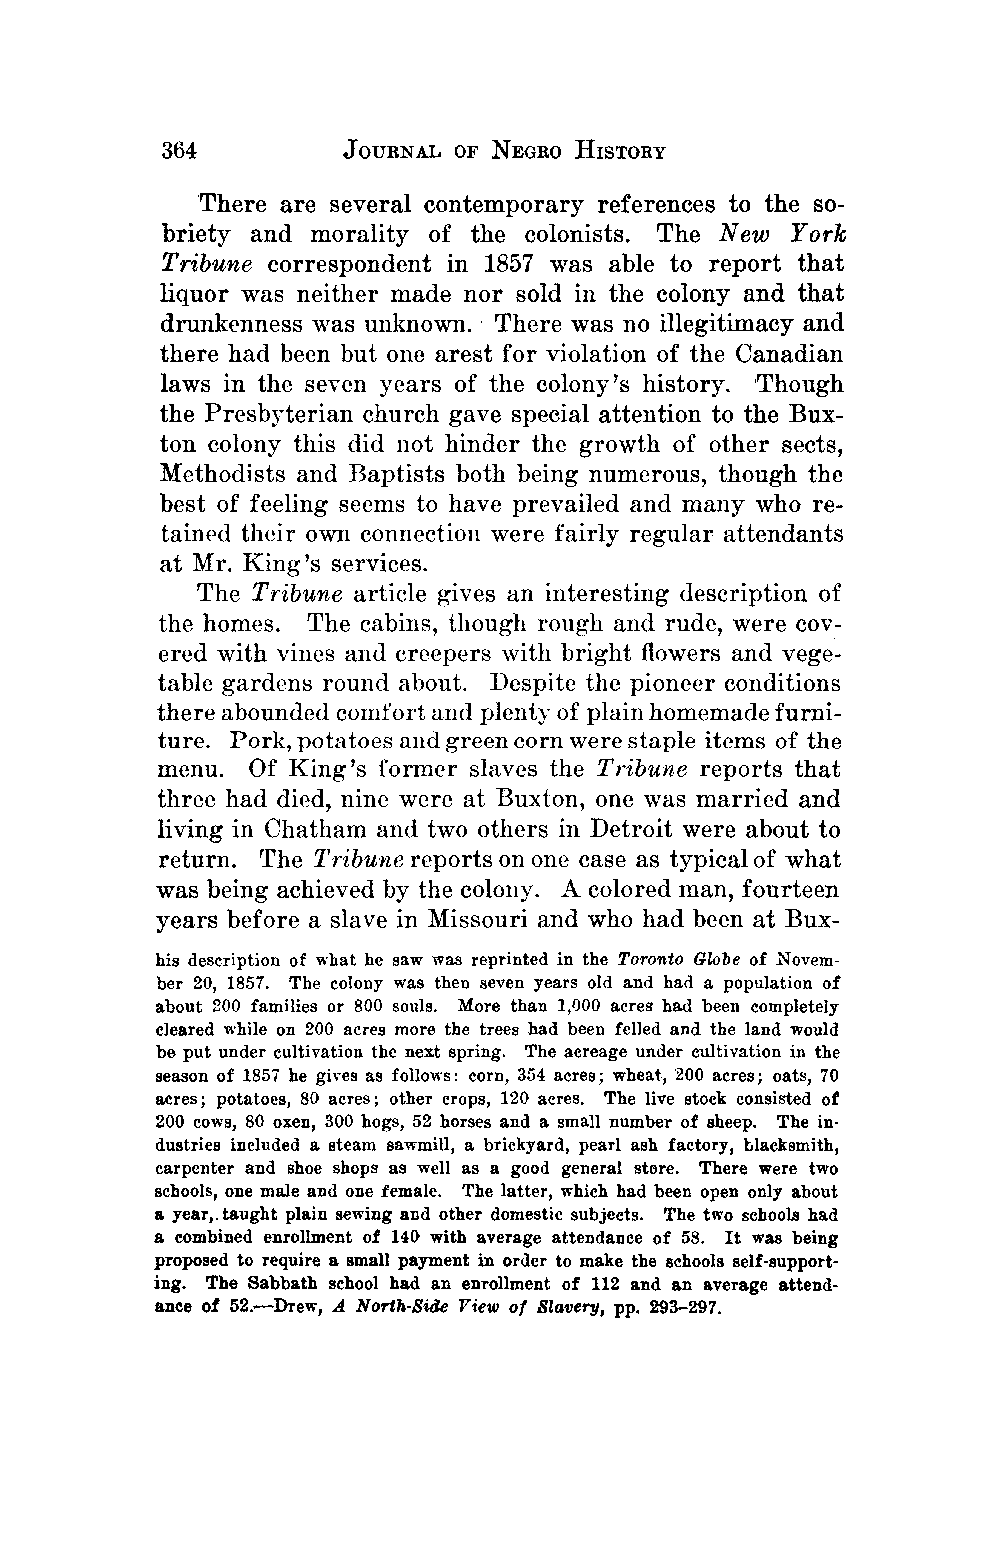 364 JOURNAL OF NEGRO HISTORY
There are several contemporary references to the so-
briety and morality of the colonists. The New York
Tribune correspondent in 1857 was able to report that
liquor was neither made nor sold in the colony and that
drunkenness was unknown. There was no illegitimacy and
there had been but one arest for violation of the Canadian
laws in the seven years of the colony's history. Though
the Presbyterian church gave special attention to the Bux-
ton colony this did not hinder the growth of other sects,
Methodists and Baptists both being numerous, though the
best of feeling seems to have prevailed and many who re-
tained their own connection were fairly regular attendants
at Mr. King's services.
The Tribune article gives an interesting description of
the homes. The cabins, though rough and rude, were cov-
ered with vines and creepers with bright flowers and vege-
table gardens round about. Despite the pioneer conditions
there abounded comfort and plenty of plain homemade furni-
ture. Pork, potatoes and green corn were staple items of the
menu. Of King's former slaves the Tribune reports that
three had died, nine were at Buxton, one was married and
living in Chatham and two others in Detroit were about to
return. The Tribune reports on one case as typical of what
was being achieved by the colony. A colored man, fourteen
years before a slave in Missouri and who had been at Bux-
his description of what he saw was reprinted in the Toronto Globe of Novem-
ber 20, 1857. The colony was then seven years old and had a population of
about 200 families or 800 souls. More than 1,000 acres had been completely
cleared while on 200 acres more the trees had been felled and the land would
be put under cultivation the next spring. The acreage under cultivation in the
season of 1857 he gives as follows: corn, 354 acres; wheat, 200 acres; oats, 70
acres; potatoes, 80 acres; other crops, 120 acres. The live stock consisted of
200 cows, 80 oxen, 300 hogs, 52 horses and a small number of sheep. The in-
dustries included a steam sawmill, a brickyard, pearl ash factory, blacksmith,
carpenter and shoe shops as well as a good general store. There were two
schools, one male and one female. The latter, which had been open only about
a year, taught plain sewing and other domestic subjects. The two schools had
a combined enrollment of 140 with average attendance of 58. It was being
proposed to require a small payment in order to make the schools self-support-
ing. The Sabbath school had an enrollment of 112 and an average attend-
ance of 52.—Drew, A North-Side View of Slavery, pp. 293–297.